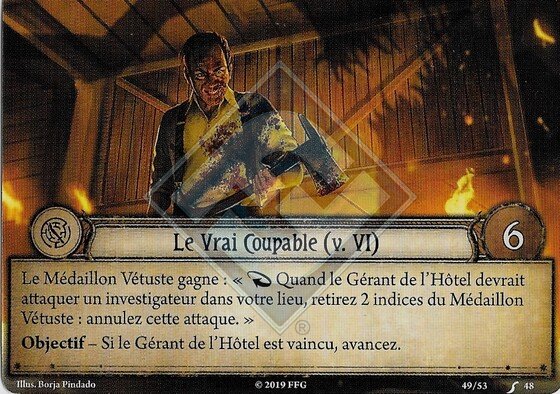 Le Vrai Coupable (v. VI)
6
Le Médaillon Vétuste gagne : « Quand le Gérant de l'Hôtel devrait
attaquer un investigateur dans votre lieu, retirez 2 indices du Médaillon
Vétuste : annulez cette attaque. »
Objectif – Si le Gérant de l'Hôtel est vaincu, avancez.
Illus. Borja Pindado © 2019 FFG 49/53 48
®